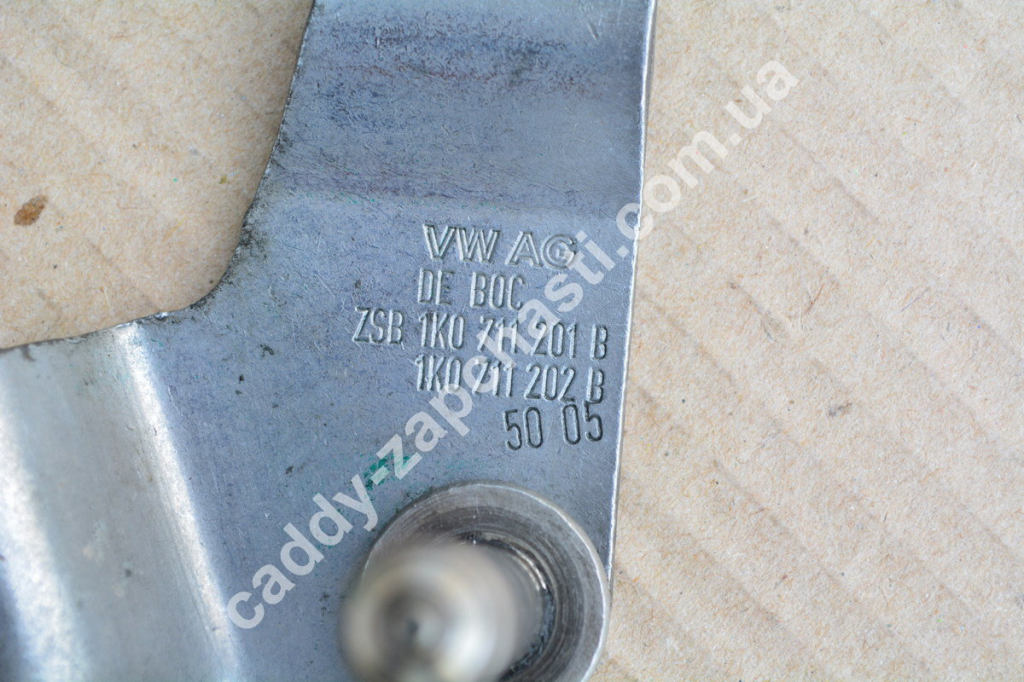 VW AG
DE BOC
ZSB 1K0 711 201 B
1K0 711 202 B
50 05
caddy-zapchasti.com.ua